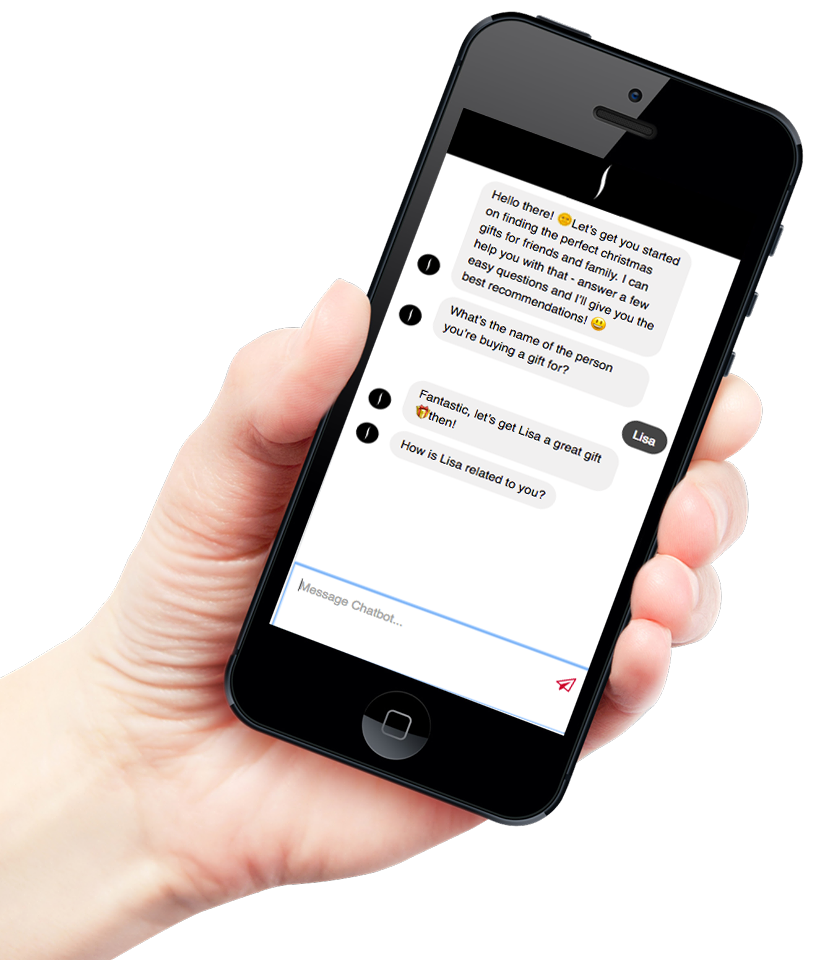 Hello there! 😊Let's get you started
on finding the perfect christmas
gifts for friends and family. I can
help you with that - answer a few
easy questions and I'll give you the
best recommendations! 😃
What's the name of the person
you're buying a gift for?
Lisa
Fantastic, let's get Lisa a great gift
🎁then!
How is Lisa related to you?
Message Chatbot...